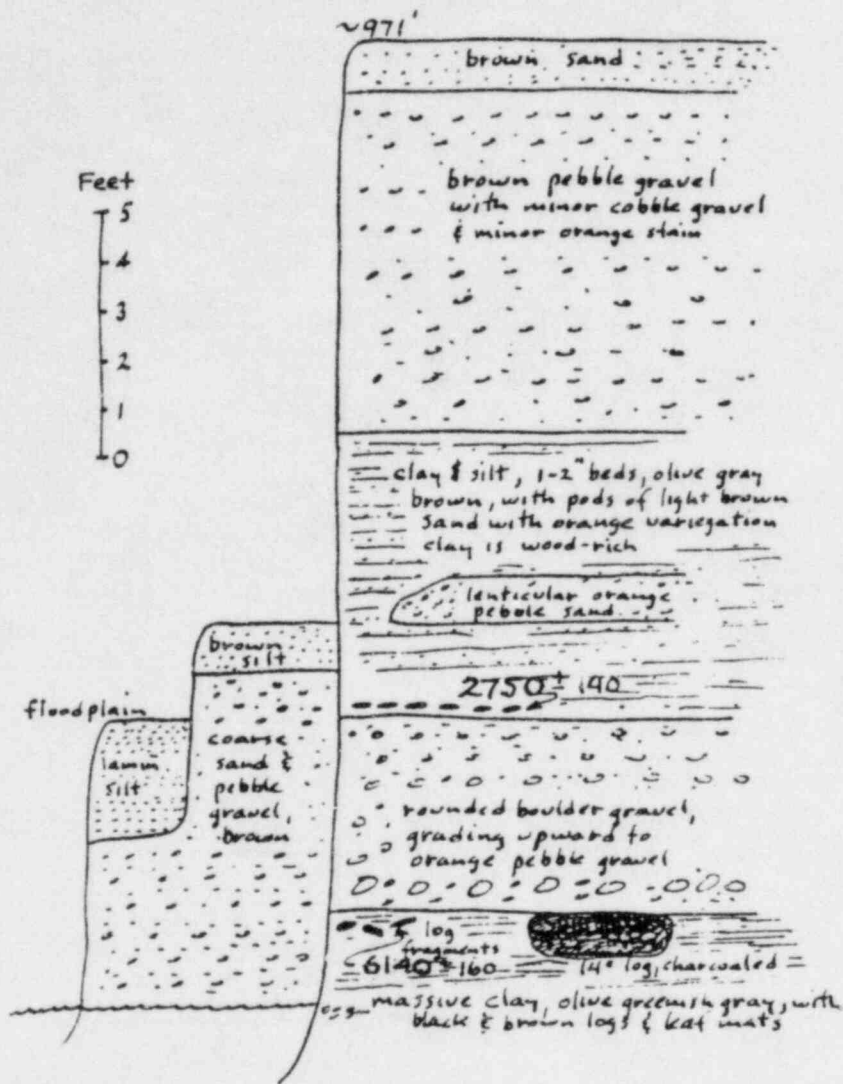 ~971'
brown sand
Feet
5
4
3
2
1
0
brown pebble gravel
with minor cobble gravel
& minor orange stain
clay & silt, 1-2" beds, olive gray
brown, with pods of light brown
sand with orange variegation
clay is wood-rich
lenticular orange
pebble sand
brown
silt
2750 ± 190
floodplain
lamin
silt
coarse
sand &
pebble
gravel,
brown
rounded boulder gravel,
grading upward to
orange pebble gravel
log
fragments
6140 ± 160
14" log, charcoaled
massive clay, olive greenish gray, with
black & brown logs & leaf mats